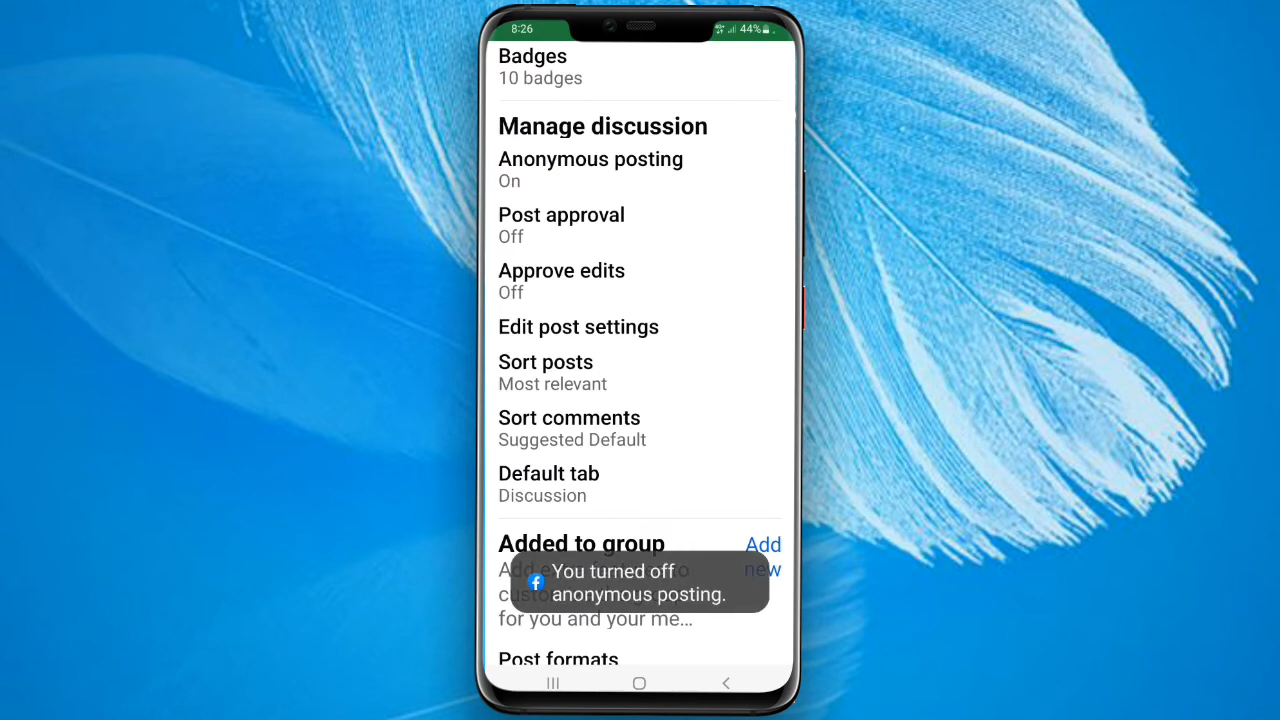 8:26
44%
Badges
10 badges
Manage discussion
Anonymous posting
On
Post approval
Off
Approve edits
Off
Edit post settings
Sort posts
Most relevant
Sort comments
Suggested Default
Default tab
Discussion
Added to group
Add new
You turned off
anonymous posting.
for you and your me...
Post formats